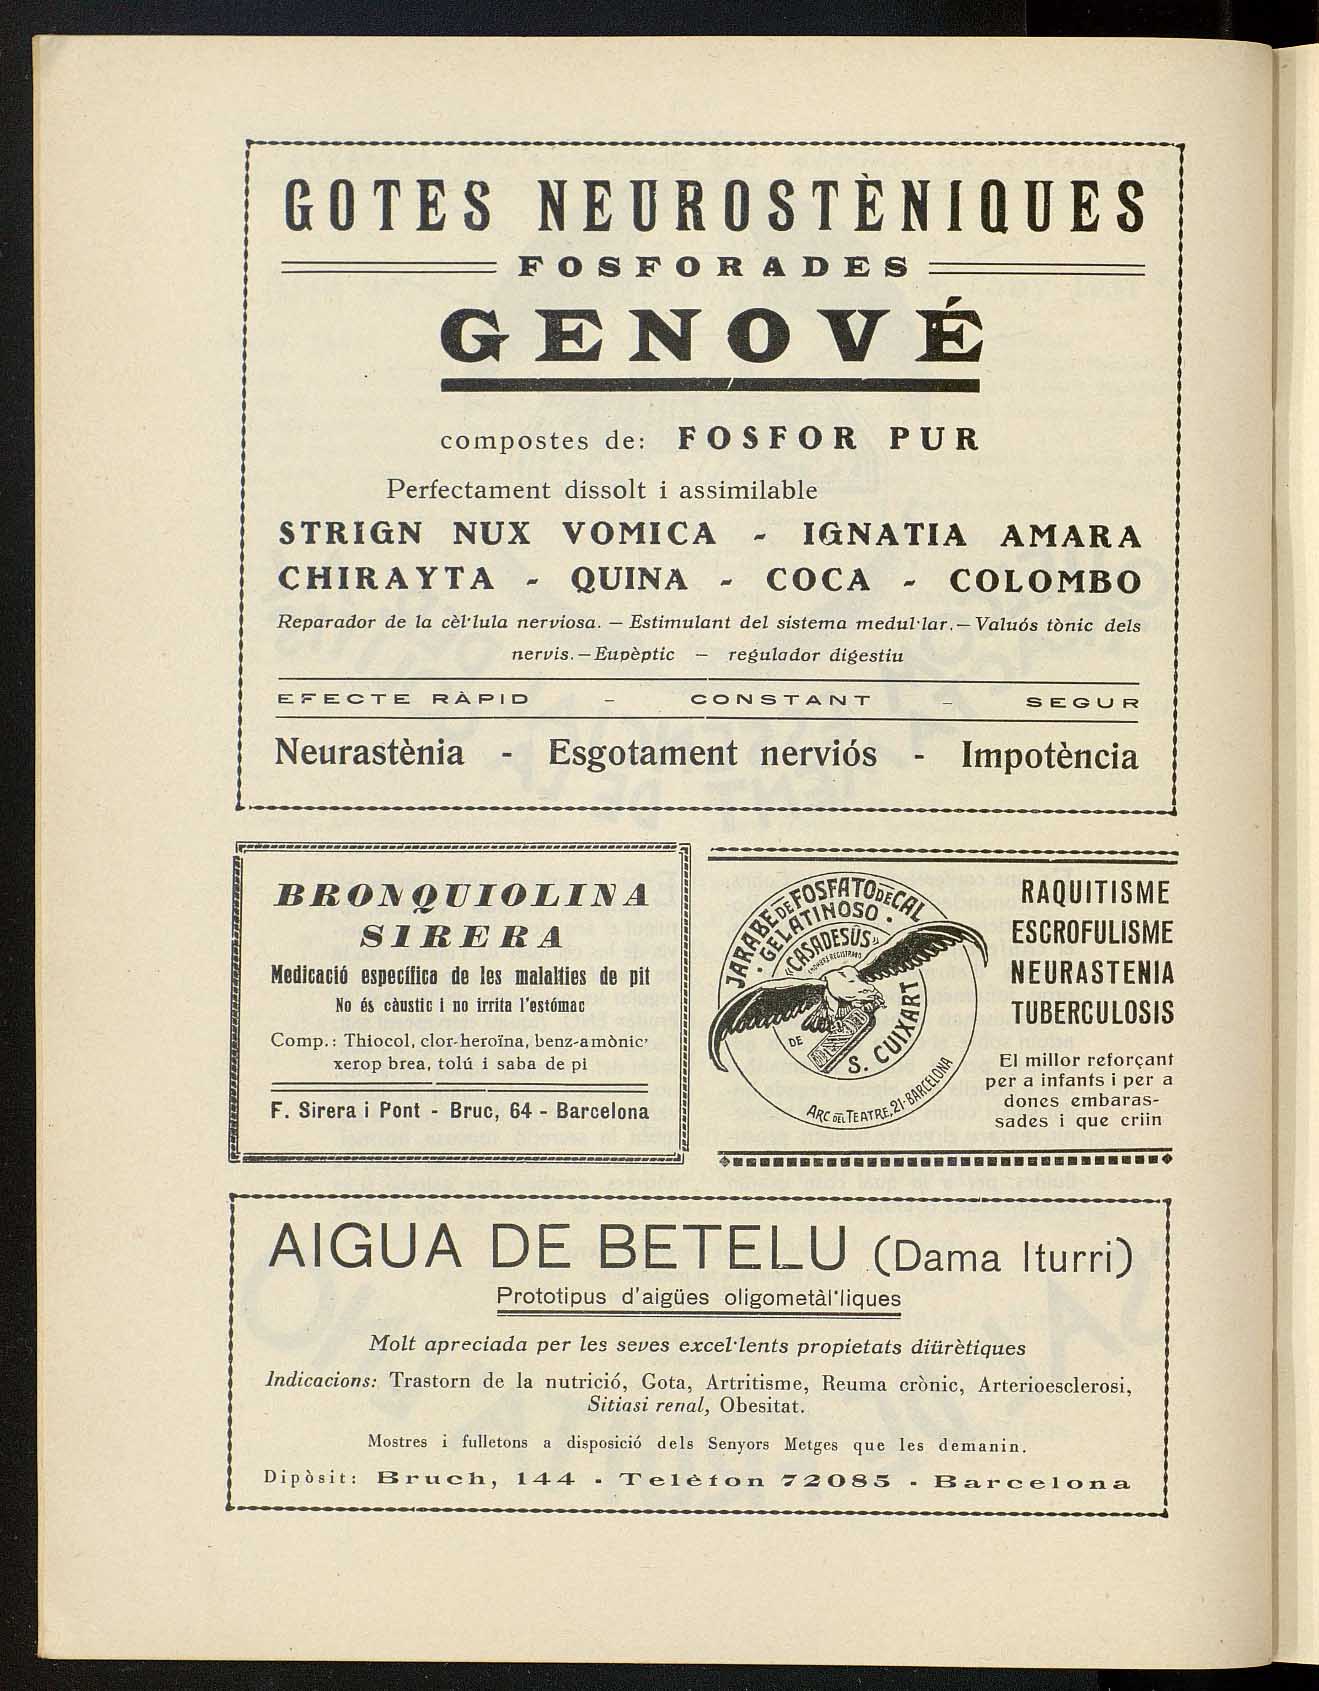 GOTES NEUROSTÈNIQUES
FOSFORADES
GENOVÉ
compostes de: FOSFOR PUR
Perfectament dissolt i assimilable
STRIGN NUX VOMICA - IGNATIA AMARA
CHIRAYTA - QUINA - COCA - COLOMBO
Reparador de la cèl·lula nerviosa. — Estimulant del sistema medul·lar. — Valuós tònic dels
nervis. — Eupèptic — regulador digestiu
EFECTE RÀPID - CONSTANT - SEGUR
Neurastènia - Esgotament nerviós - Impotència
BRONQUIOLINA
SIRERA
Medicació específica de les malalties de pit
No és càustic i no irrita l'estómac
Comp.: Thiocol, clor-heroïna, benz-amònic,
xerop brea, tolú i saba de pi
F. Sirera i Pont - Bruc, 64 - Barcelona
JARABE DE FOSFATO DE CAL
· GELATINOSO ·
"CASADESÚS"
NOMBRE REGISTRADO
DE
S. CUIXART
ARC DEL TEATRE, 21-BARCELONA
RAQUITISME
ESCROFULISME
NEURASTENIA
TUBERCULOSIS
El millor reforçant
per a infants i per a
dones embaras-
sades i que criin
AIGUA DE BETELU (Dama Iturri)
Prototipus d'aigües oligometàl·liques
Molt apreciada per les seves excel·lents propietats diürètiques
Indicacions: Trastorn de la nutrició, Gota, Artritisme, Reuma crònic, Arterioesclerosi,
Sitiasi renal, Obesitat.
Mostres i fulletons a disposició dels Senyors Metges que les demanin.
Dipòsit: Bruch, 144 - Telèfon 72085 - Barcelona